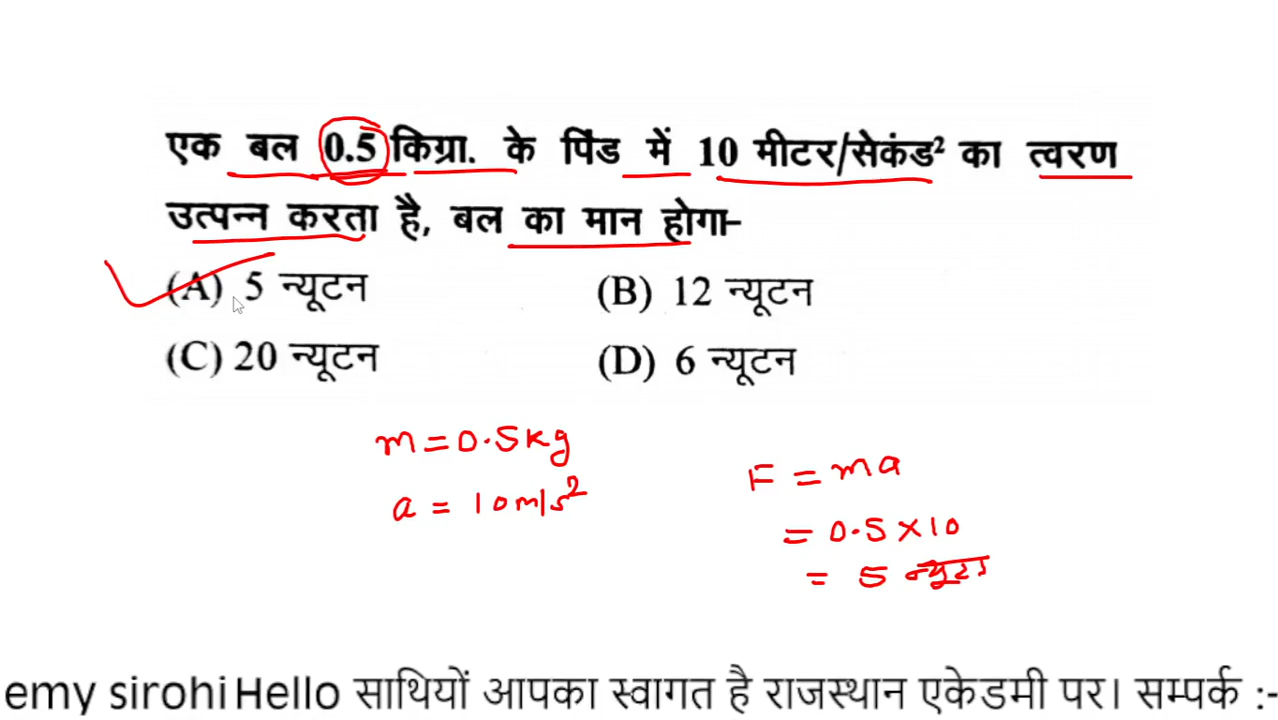 एक बल 0.5 किग्रा. के पिंड में 10 मीटर/सेकंड² का त्वरण
उत्पन्न करता है, बल का मान होगा-
(A) 5 न्यूटन (B) 12 न्यूटन
(C) 20 न्यूटन (D) 6 न्यूटन
m = 0.5kg
a = 10m/s²
F = ma
= 0.5 × 10
= 5 न्यूटन
emy sirohi Hello साथियों आपका स्वागत है राजस्थान एकेडमी पर। सम्पर्क :-